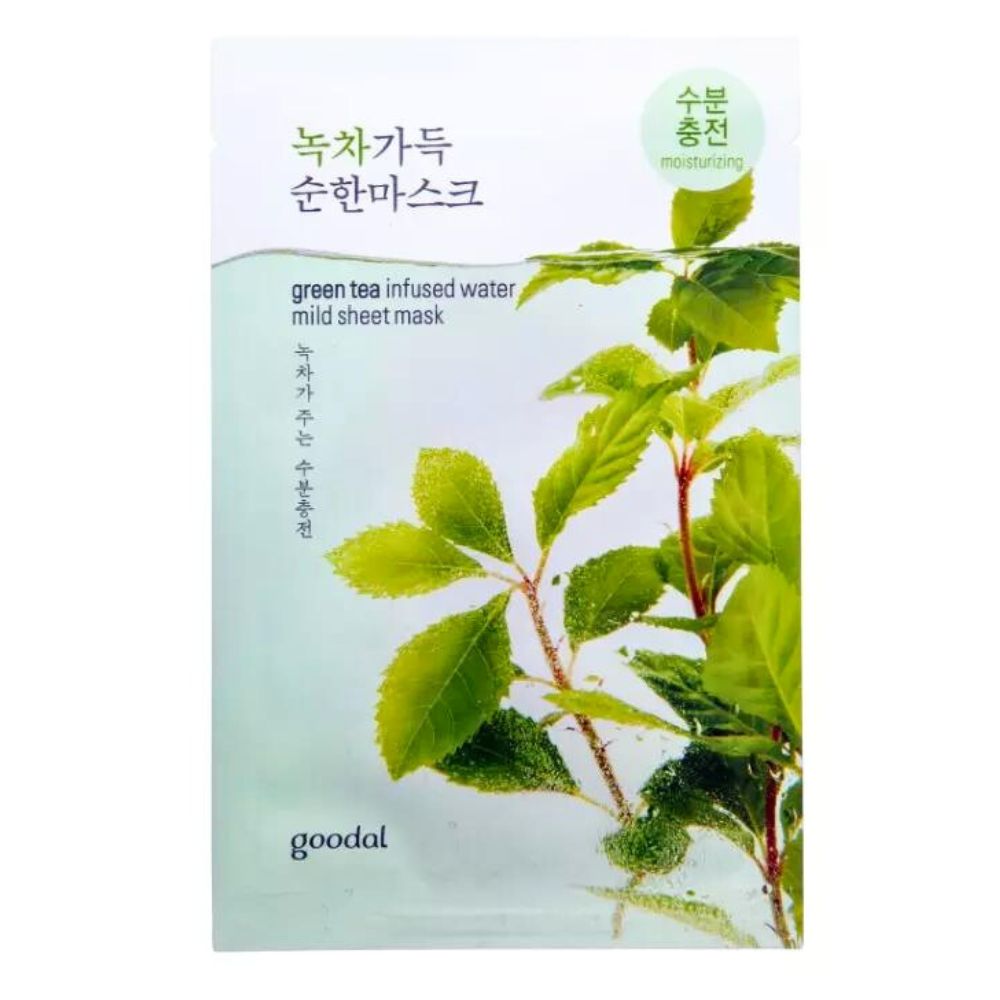 수분
충전
moisturizing
녹차가득
순한마스크
green tea infused water
mild sheet mask
녹차가 주는 수분충전
goodal